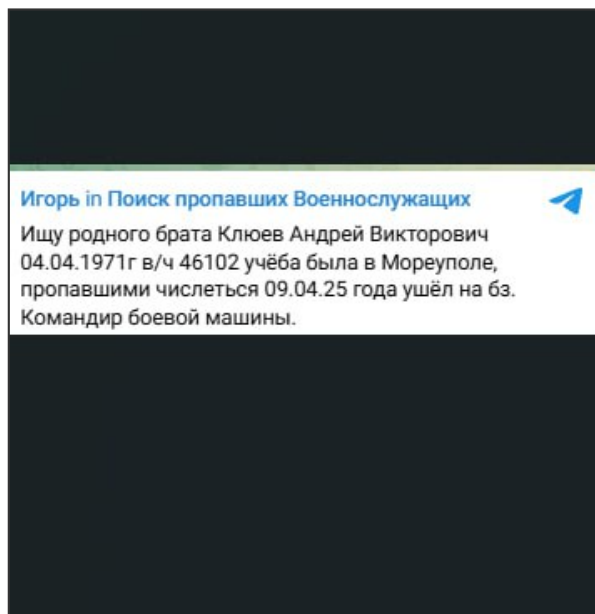 Игорь in Поиск пропавших Военнослужащих
Ищу родного брата Клюев Андрей Викторович
04.04.1971г в/ч 46102 учёба была в Мореуполе,
пропавшими числеться 09.04.25 года ушёл на бз.
Командир боевой машины.